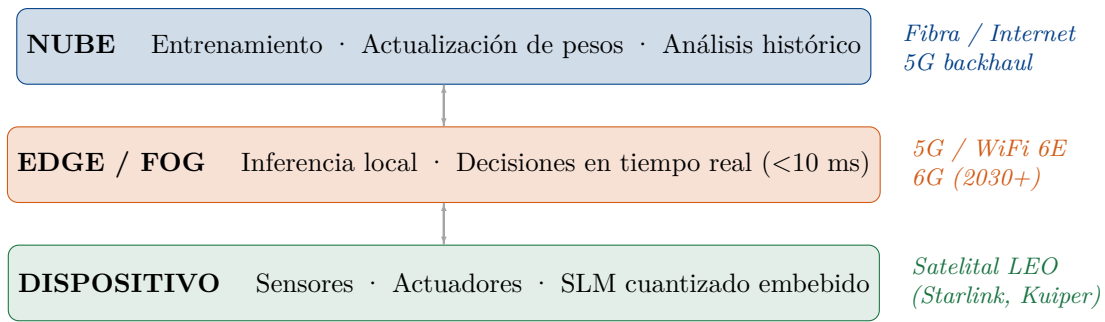 NUBE Entrenamiento · Actualización de pesos · Análisis histórico
Fibra / Internet
5G backhaul
EDGE / FOG Inferencia local · Decisiones en tiempo real (<10 ms)
5G / WiFi 6E
6G (2030+)
DISPOSITIVO Sensores · Actuadores · SLM cuantizado embebido
Satelital LEO
(Starlink, Kuiper)